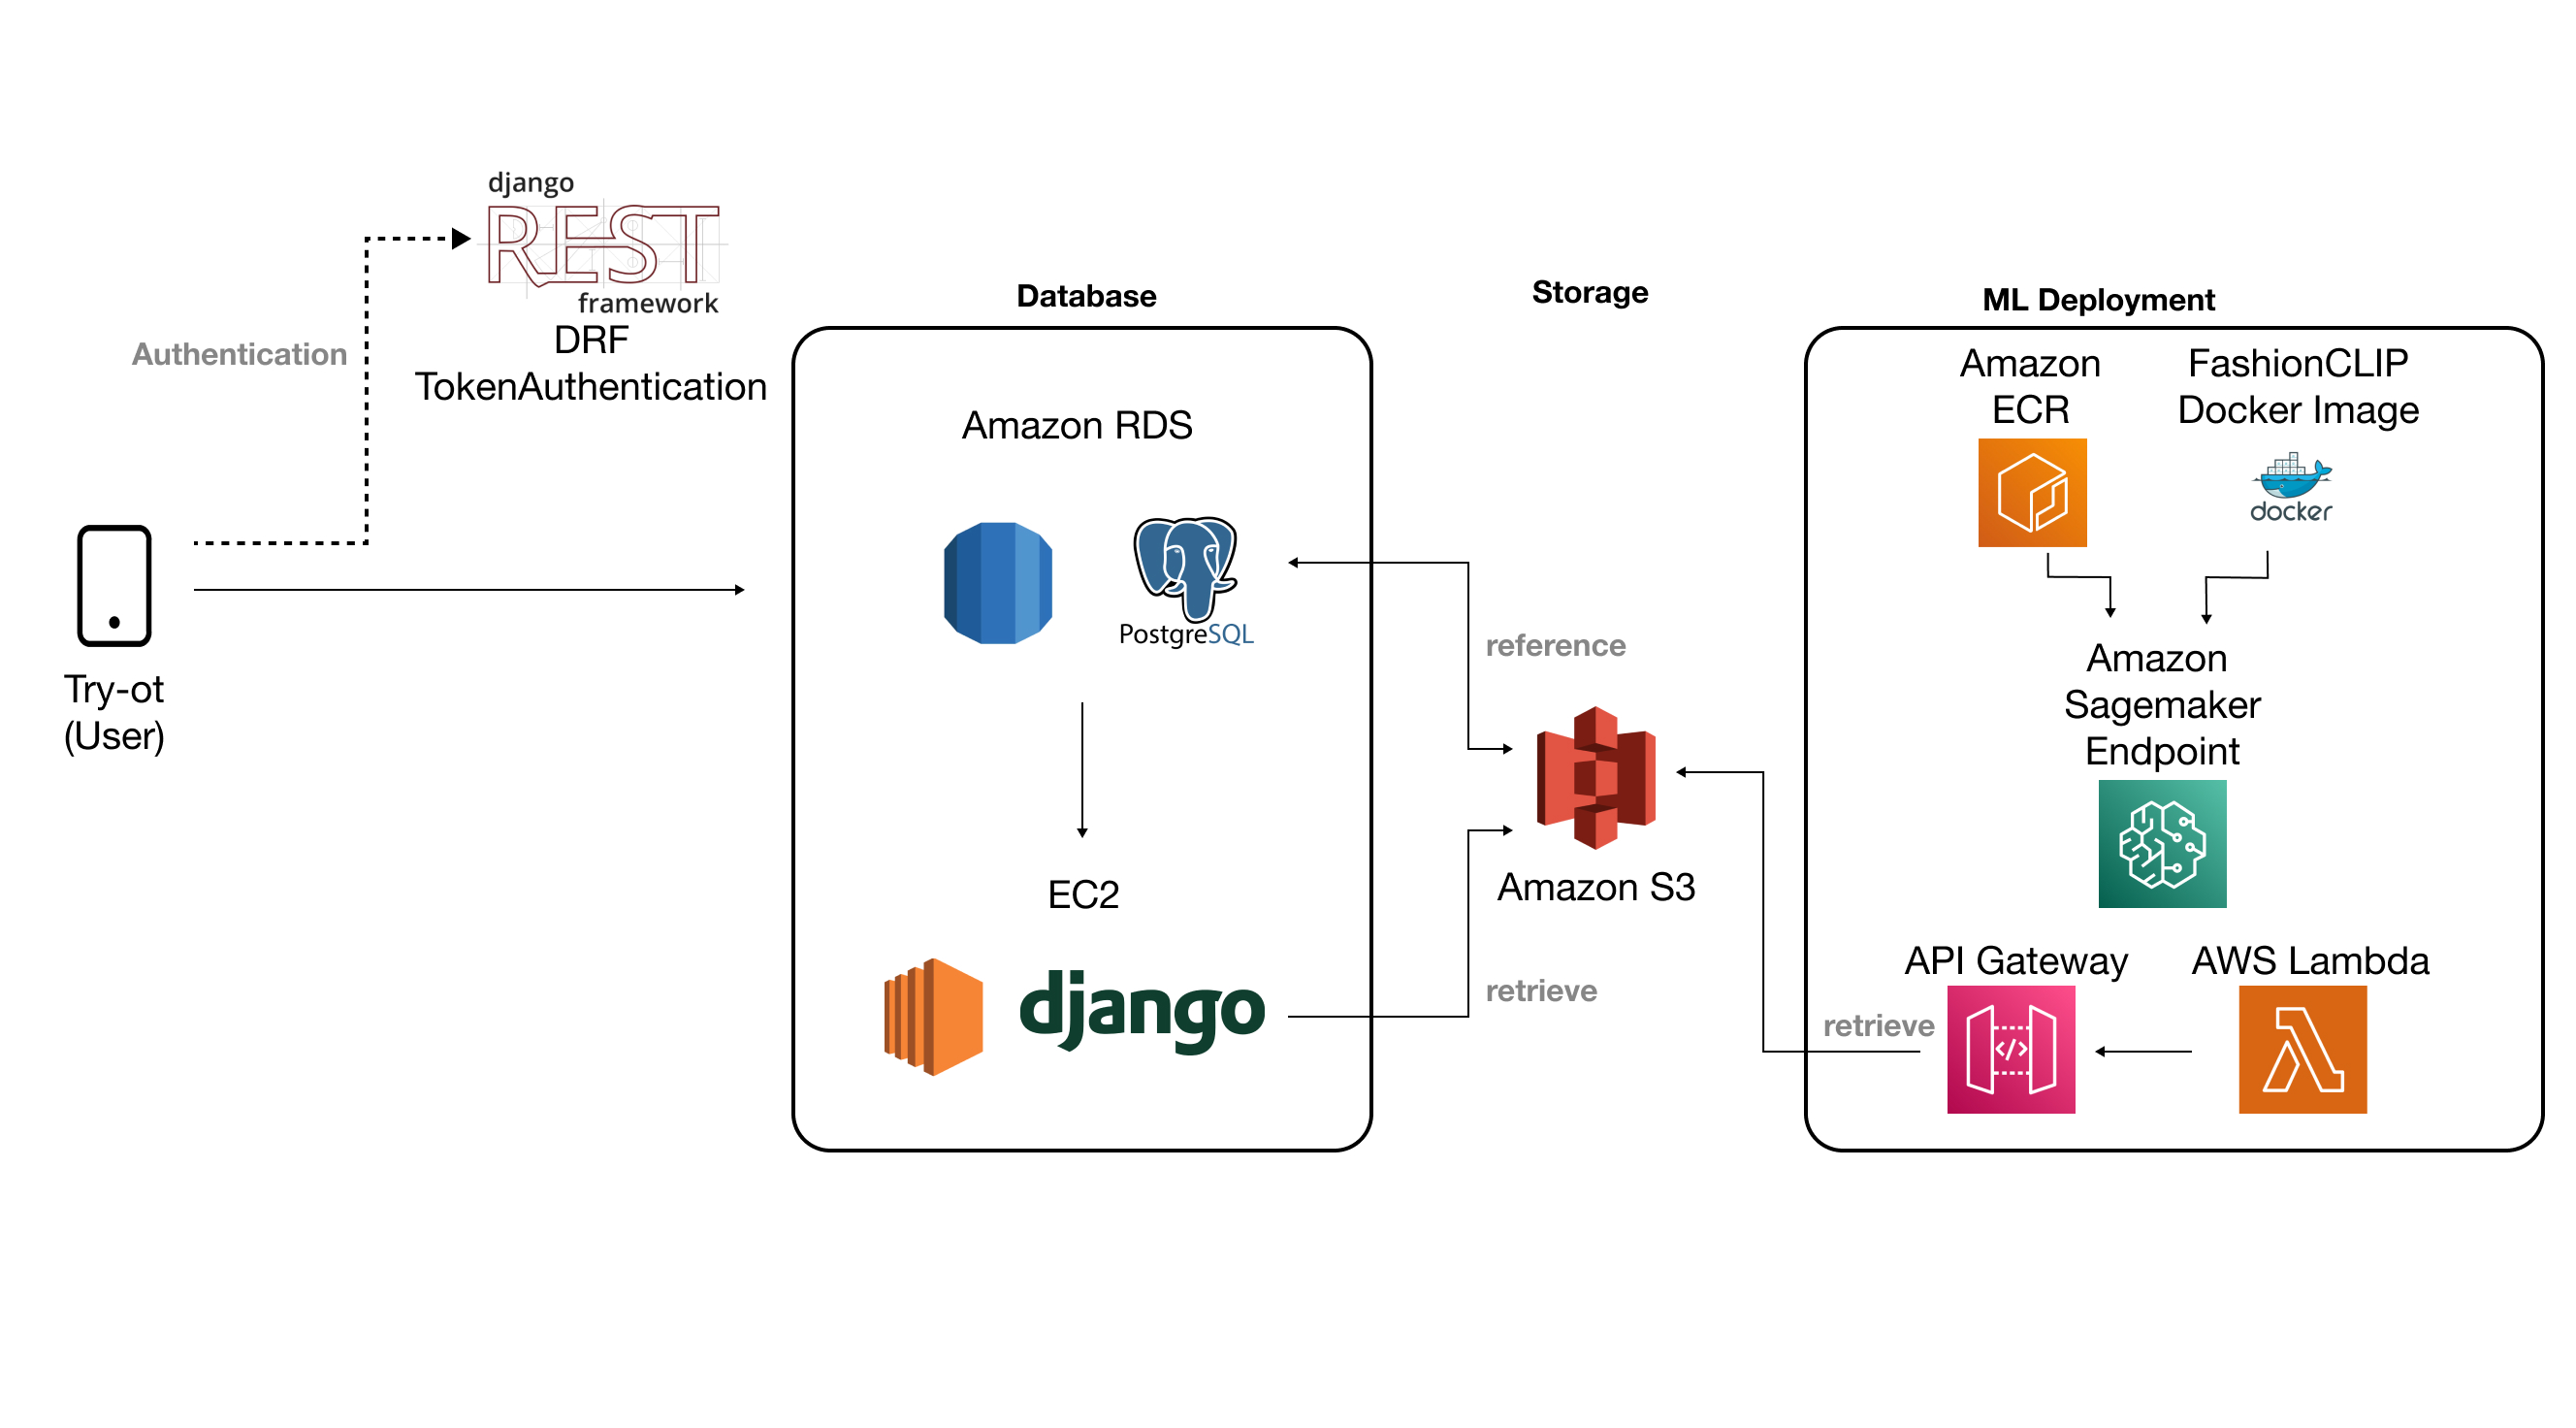 django
REST
framework
DRF
TokenAuthentication
Authentication
Try-ot
(User)
Database
Amazon RDS
PostgreSQL
EC2
django
Storage
reference
Amazon S3
retrieve
ML Deployment
Amazon
ECR
FashionCLIP
Docker Image
docker
Amazon
Sagemaker
Endpoint
API Gateway
AWS Lambda
retrieve
</>